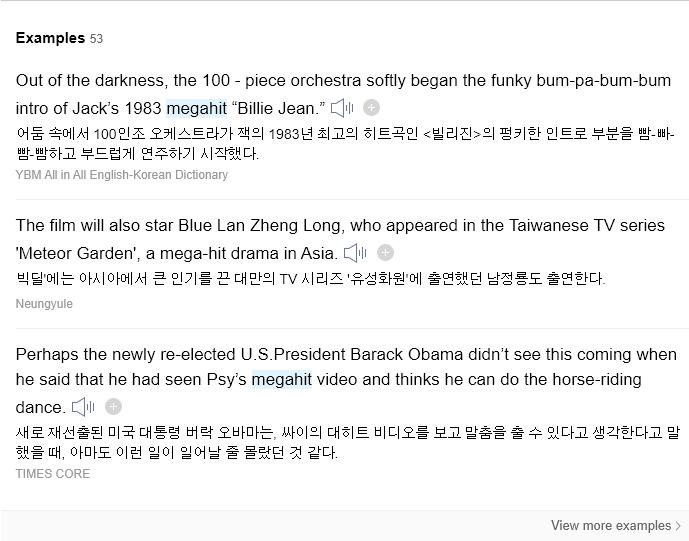 Examples 53
Out of the darkness, the 100 - piece orchestra softly began the funky bum-pa-bum-bum
intro of Jack’s 1983 megahit “Billie Jean.”
어둠 속에서 100인조 오케스트라가 잭의 1983년 최고의 히트곡인 <빌리진>의 펑키한 인트로 부분을 빰-빠-
빰-빰하고 부드럽게 연주하기 시작했다.
YBM All in All English-Korean Dictionary
The film will also star Blue Lan Zheng Long, who appeared in the Taiwanese TV series
'Meteor Garden', a mega-hit drama in Asia.
빅딜'에는 아시아에서 큰 인기를 끈 대만의 TV 시리즈 '유성화원'에 출연했던 남정룡도 출연한다.
Neungyule
Perhaps the newly re-elected U.S.President Barack Obama didn’t see this coming when
he said that he had seen Psy’s megahit video and thinks he can do the horse-riding
dance.
새로 재선출된 미국 대통령 버락 오바마는, 싸이의 대히트 비디오를 보고 말춤을 출 수 있다고 생각한다고 말
했을 때, 아마도 이런 일이 일어날 줄 몰랐던 것 같다.
TIMES CORE
View more examples